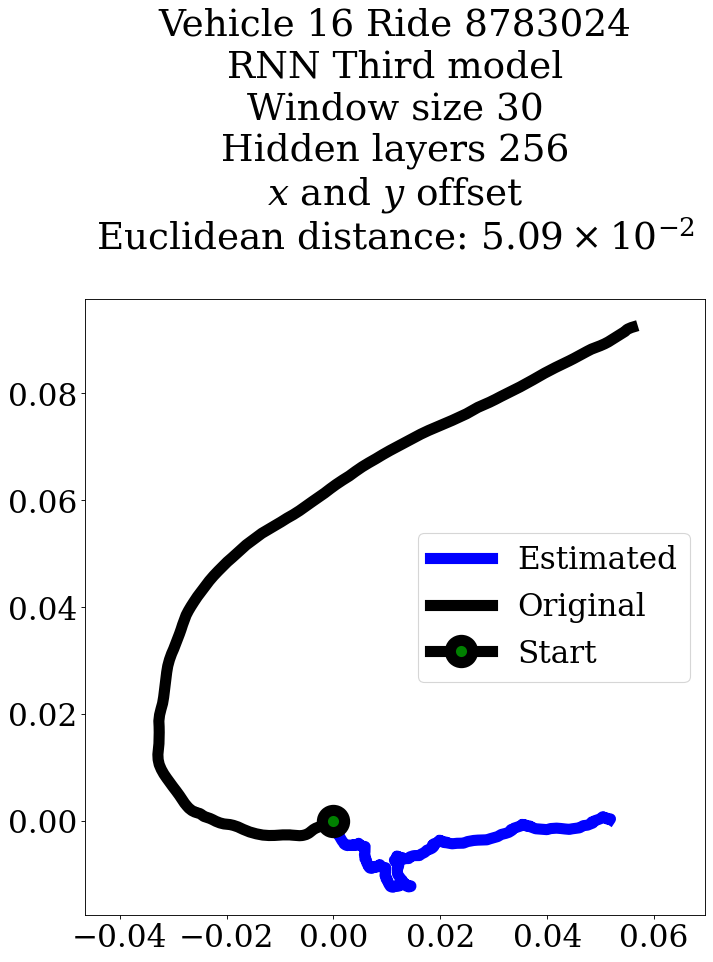 Vehicle 16 Ride 8783024
RNN Third model
Window size 30
Hidden layers 256
x and y offset
Euclidean distance: 5.09 × 10⁻²
0.08
0.06
0.04
0.02
0.00
Estimated
Original
Start
−0.04 −0.02 0.00 0.02 0.04 0.06